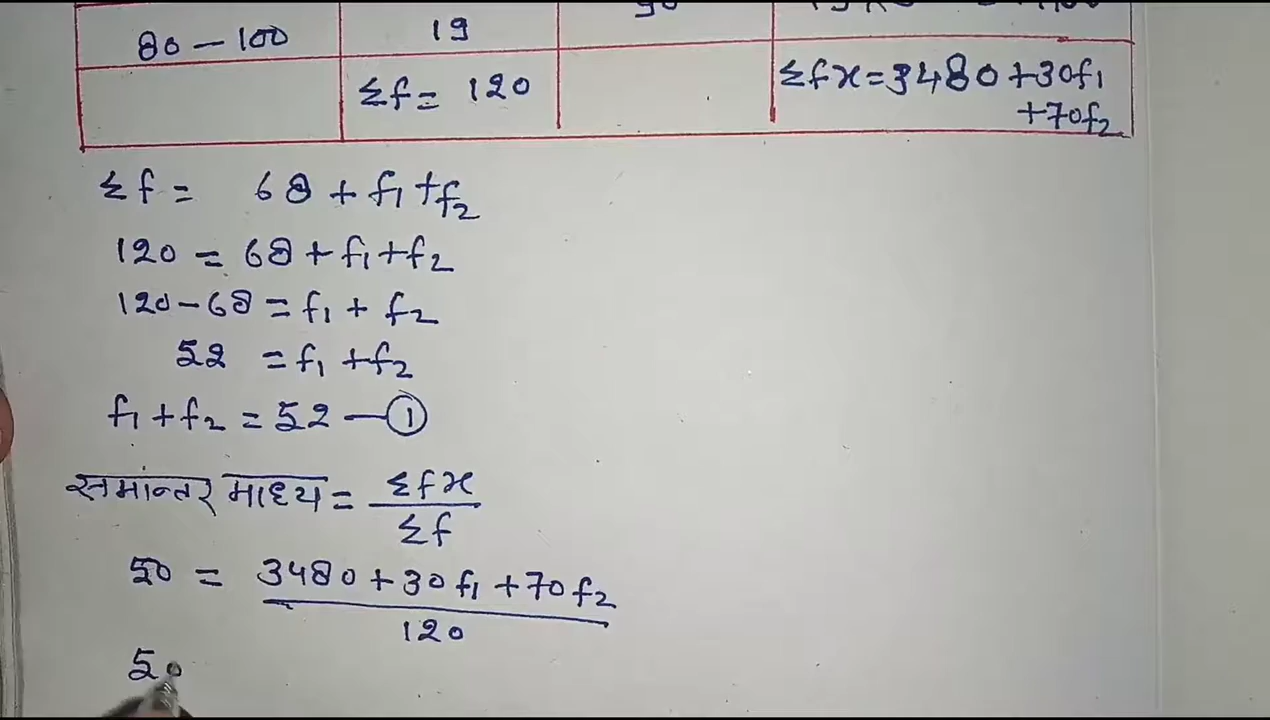 80-100 19
Σf= 120 Σfx=3480+30f₁
+70f₂
Σf= 68+f₁+f₂
120 = 68+f₁+f₂
120-68=f₁+f₂
52 =f₁+f₂
f₁+f₂=52-①
समान्तर माध्य = Σfx/Σf
50 = 3480+30f₁+70f₂/120
50